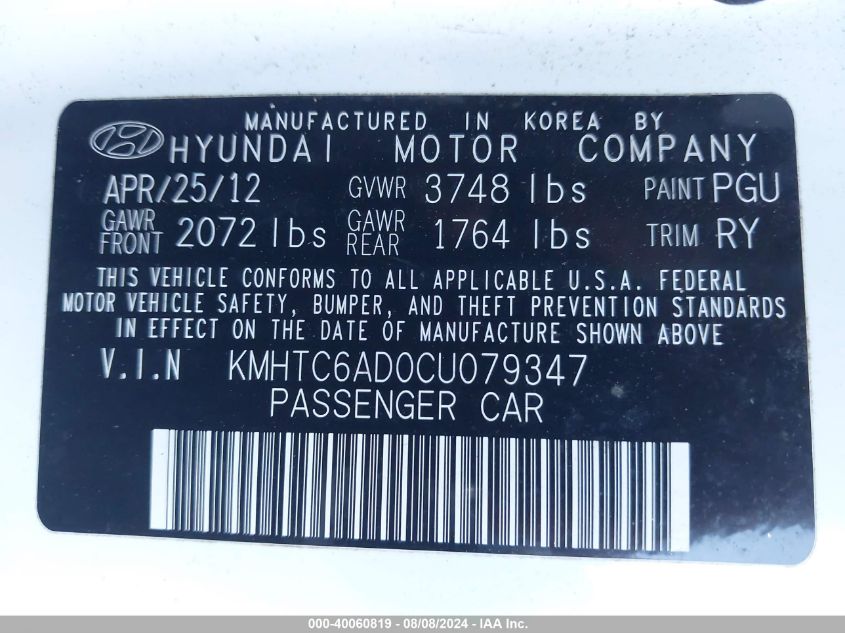 MANUFACTURED IN KOREA BY
HYUNDAI MOTOR COMPANY
APR/25/12 GVWR 3748 lbs PAINT PGU
GAWR FRONT 2072 lbs GAWR REAR 1764 lbs TRIM RY
THIS VEHICLE CONFORMS TO ALL APPLICABLE U.S.A. FEDERAL
MOTOR VEHICLE SAFETY, BUMPER, AND THEFT PREVENTION STANDARDS
IN EFFECT ON THE DATE OF MANUFACTURE SHOWN ABOVE
V.I.N KMHTC6AD0CU079347
PASSENGER CAR
000-40060819 - 08/08/2024 - IAA Inc.